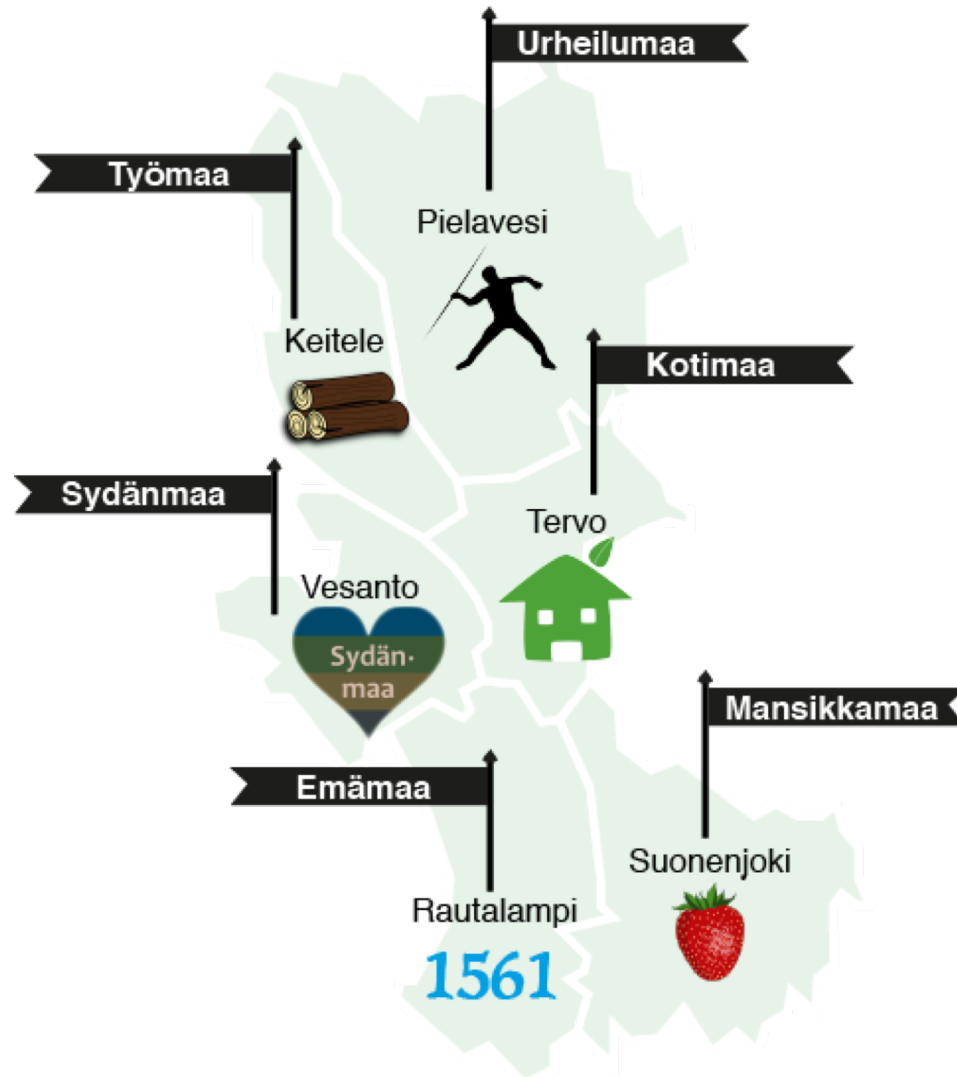 Urheilumaa
Työmaa
Pielavesi
Keitele
Kotimaa
Sydänmaa
Tervo
Vesanto
Sydän-
maa
Mansikkamaa
Emämaa
Suonenjoki
Rautalampi
1561